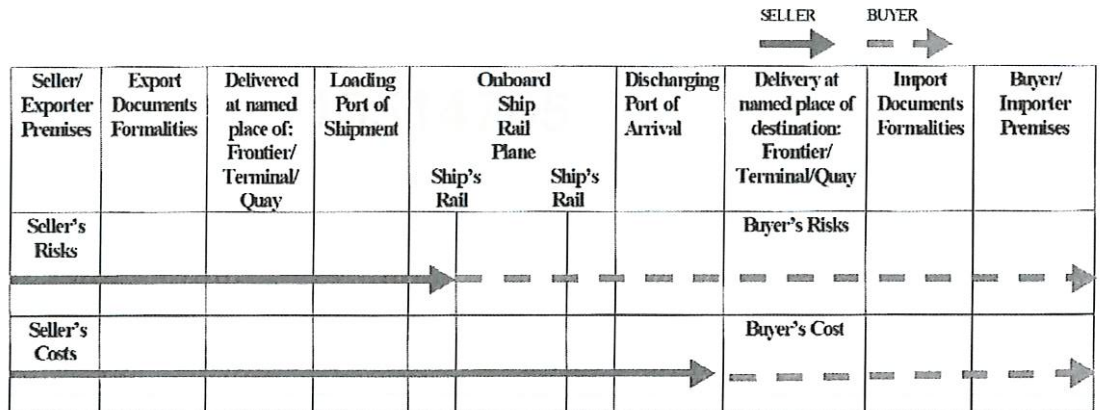 SELLER BUYER
Seller/ Exporter Premises
Export Documents Formalities
Delivered at named place of: Frontier/ Terminal/ Quay
Loading Port of Shipment
Onboard Ship Rail Plane
Ship's Rail
Ship's Rail
Discharging Port of Arrival
Delivery at named place of destination: Frontier/ Terminal/Quay
Import Documents Formalities
Buyer/ Importer Premises
Seller's Risks
Buyer's Risks
Seller's Costs
Buyer's Cost